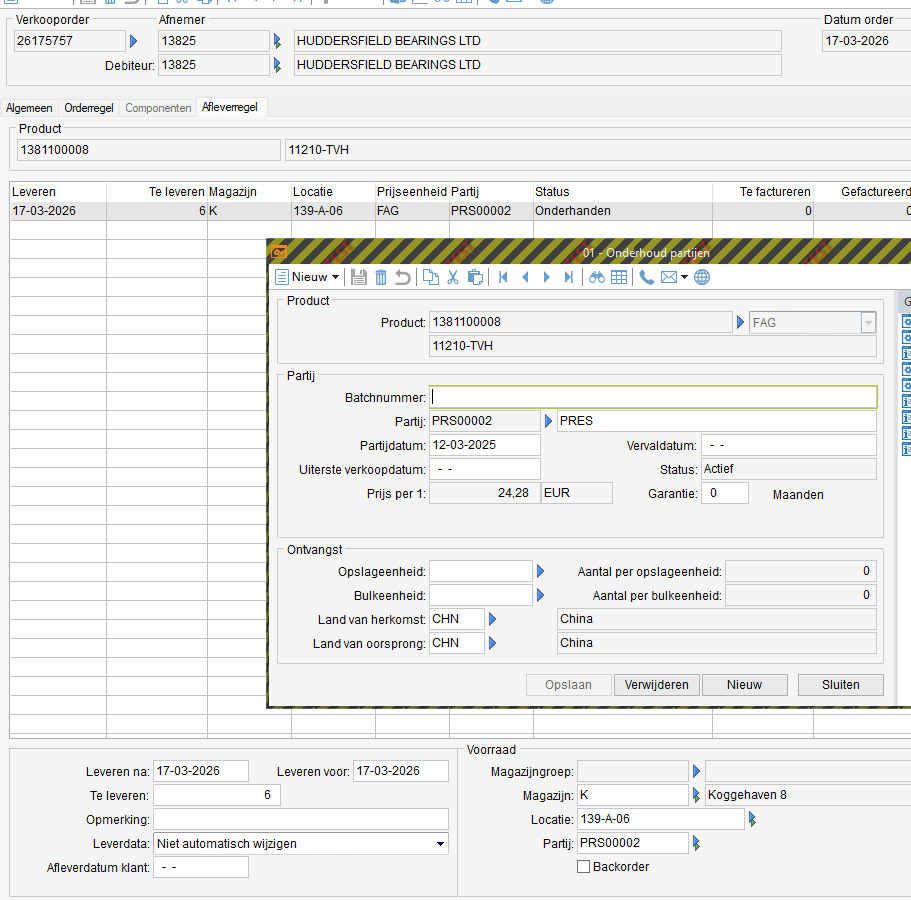 Verkooporder Afnemer Datum order
26175757 13825 HUDDERSFIELD BEARINGS LTD 17-03-2026
Debiteur: 13825 HUDDERSFIELD BEARINGS LTD
Algemeen Orderregel Componenten Afleverregel
Product
1381100008 11210-TVH
Leveren Te leveren Magazijn Locatie Prijseenheid Partij Status Te factureren Gefactureerd
17-03-2026 6 K 139-A-06 FAG PRS00002 Onderhanden 0 0
01 - Onderhoud partijen
Nieuw
Product
Product: 1381100008 FAG
11210-TVH
Partij
Batchnummer:
Partij: PRS00002 PRES
Partijdatum: 12-03-2025 Vervaldatum: - -
Uiterste verkoopdatum: - - Status: Actief
Prijs per 1: 24,28 EUR Garantie: 0 Maanden
Ontvangst
Opslageenheid: Aantal per opslageenheid: 0
Bulkeenheid: Aantal per bulkeenheid: 0
Land van herkomst: CHN China
Land van oorsprong: CHN China
Opslaan Verwijderen Nieuw Sluiten
Voorraad
Leveren na: 17-03-2026 Leveren voor: 17-03-2026 Magazijngroep:
Te leveren: 6 Magazijn: K Koggehaven 8
Opmerking: Locatie: 139-A-06
Leverdata: Niet automatisch wijzigen Partij: PRS00002
Afleverdatum klant: - - Backorder